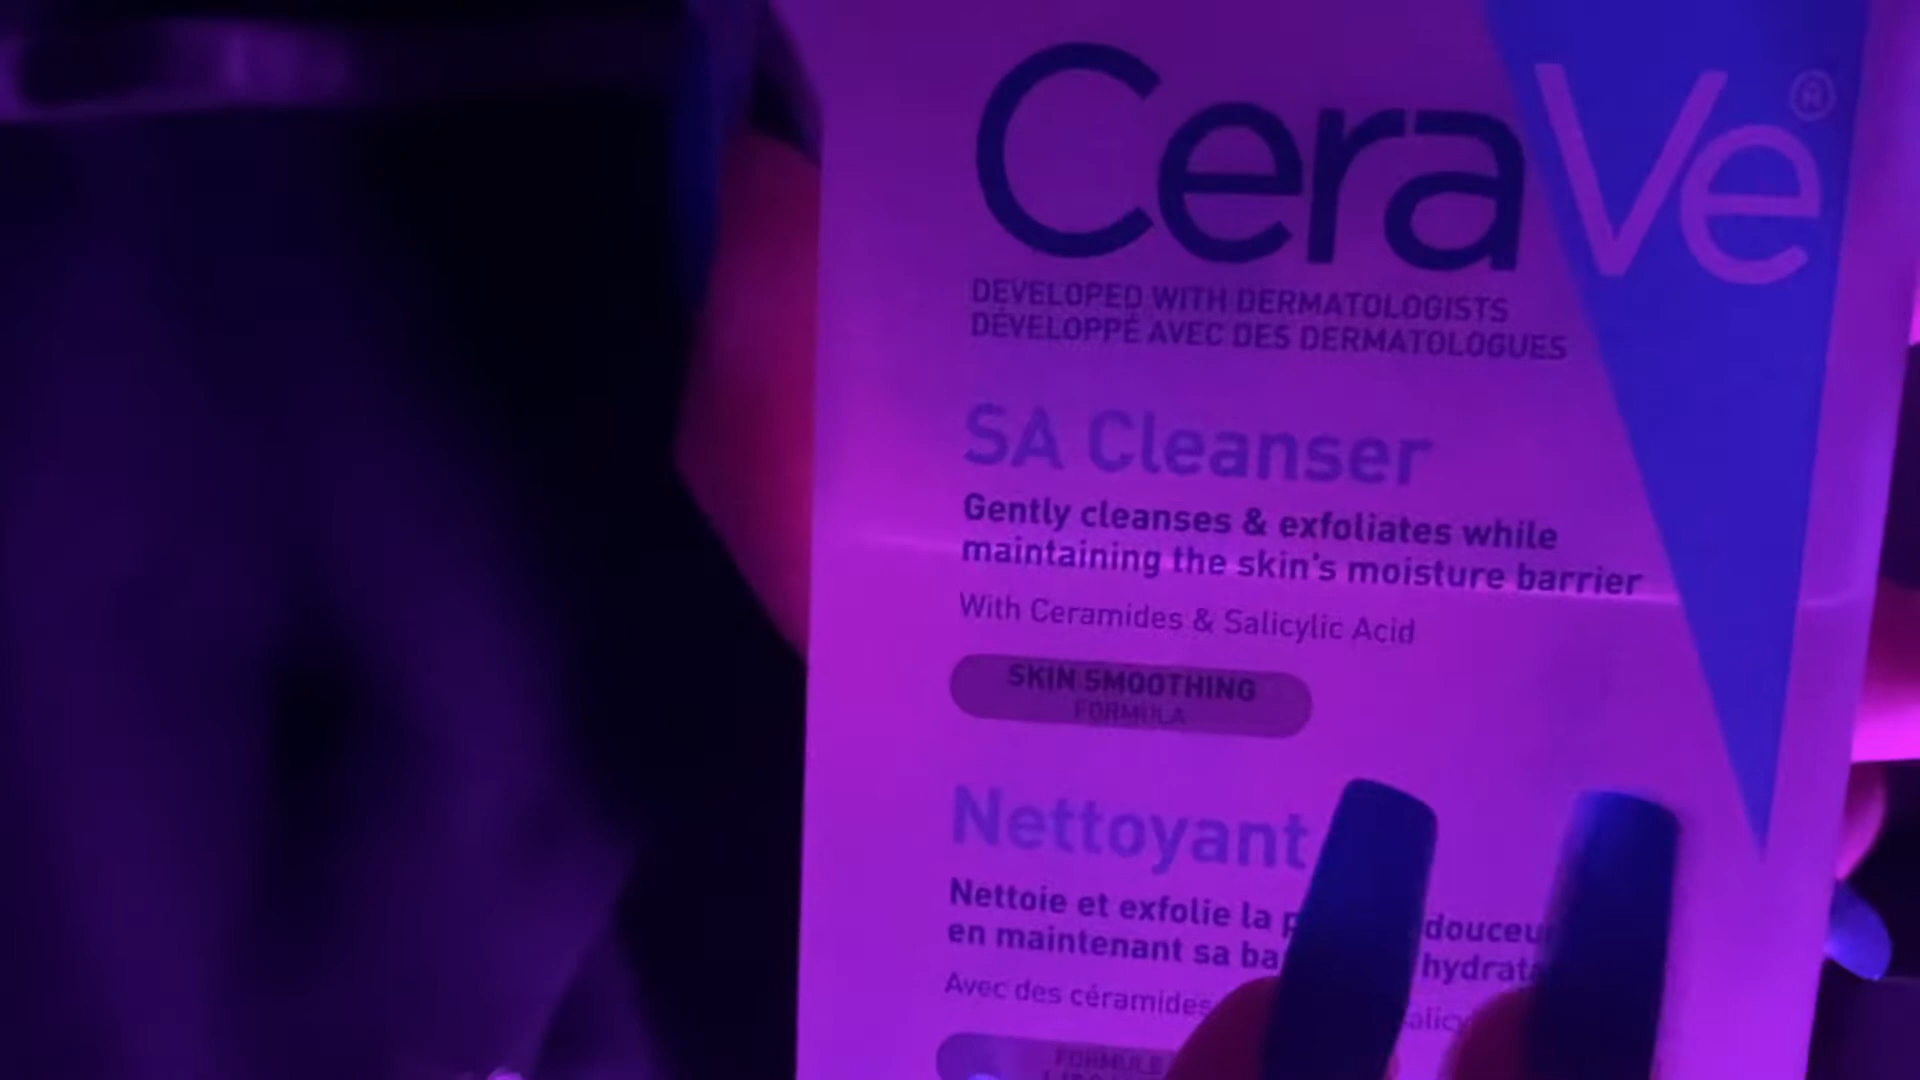 CeraVe®
DEVELOPED WITH DERMATOLOGISTS
DÉVELOPPÉ AVEC DES DERMATOLOGUES
SA Cleanser
Gently cleanses & exfoliates while
maintaining the skin's moisture barrier
With Ceramides & Salicylic Acid
SKIN SMOOTHING
FORMULA
Nettoyant
Nettoie et exfolie la
en maintenant sa
Avec des céramides
FORMULE